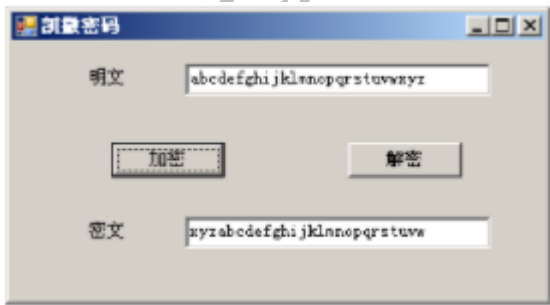 凯撒密码
明文
abcdefghijklmnopqrstuvwxyz
加密
解密
密文
xyzabcdefghijklmnopqrstuvw